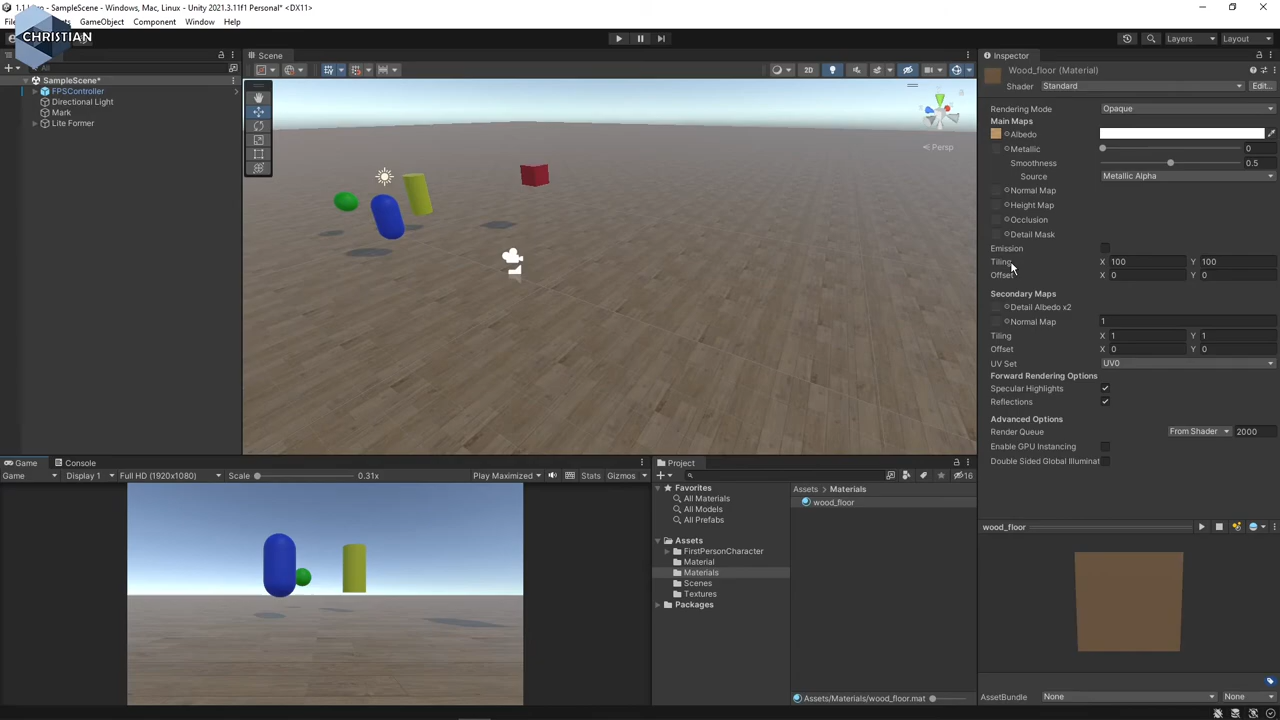 1.1 - SampleScene - Windows, Mac, Linux - Unity 2021.3.11f1 Personal* <DX11>
GameObject Component Window Help
CHRISTIAN
Layers Layout
All
Scene
Inspector
SampleScene*
FPSController
Directional Light
Mark
Lite Former
2D
Persp
Wood_floor (Material)
Shader Standard Edit...
Rendering Mode Opaque
Main Maps
Albedo
Metallic 0
Smoothness 0.5
Source Metallic Alpha
Normal Map
Height Map
Occlusion
Detail Mask
Emission
Tiling X 100 Y 100
Offset X 0 Y 0
Secondary Maps
Detail Albedo x2
Normal Map 1
Tiling X 1 Y 1
Offset X 0 Y 0
UV Set UV0
Forward Rendering Options
Specular Highlights
Reflections
Advanced Options
Render Queue From Shader 2000
Enable GPU Instancing
Double Sided Global Illuminat
Game Console
Game Display 1 Full HD (1920x1080) Scale 0.31x Play Maximized Stats Gizmos
Project
16
Favorites
All Materials
All Models
All Prefabs
Assets
FirstPersonCharacter
Material
Materials
Scenes
Textures
Packages
Assets > Materials
wood_floor
Assets/Materials/wood_floor.mat
wood_floor
AssetBundle None None